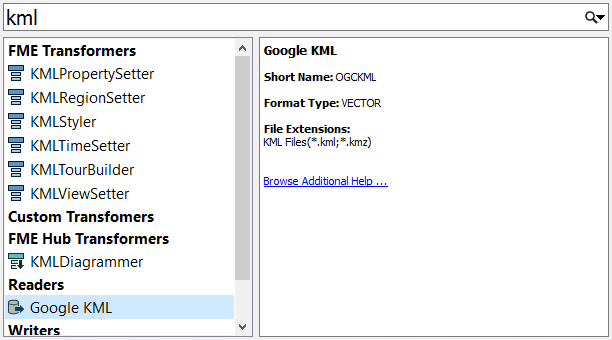 kml
FME Transformers
KMLPropertySetter
KMLRegionSetter
KMLStyler
KMLTimeSetter
KMLTourBuilder
KMLViewSetter
Custom Transfomers
FME Hub Transformers
KMLDiagrammer
Readers
Google KML
Writers
Google KML
Short Name: OGCKML
Format Type: VECTOR
File Extensions:
KML Files(*.kml;*.kmz)
Browse Additional Help ...